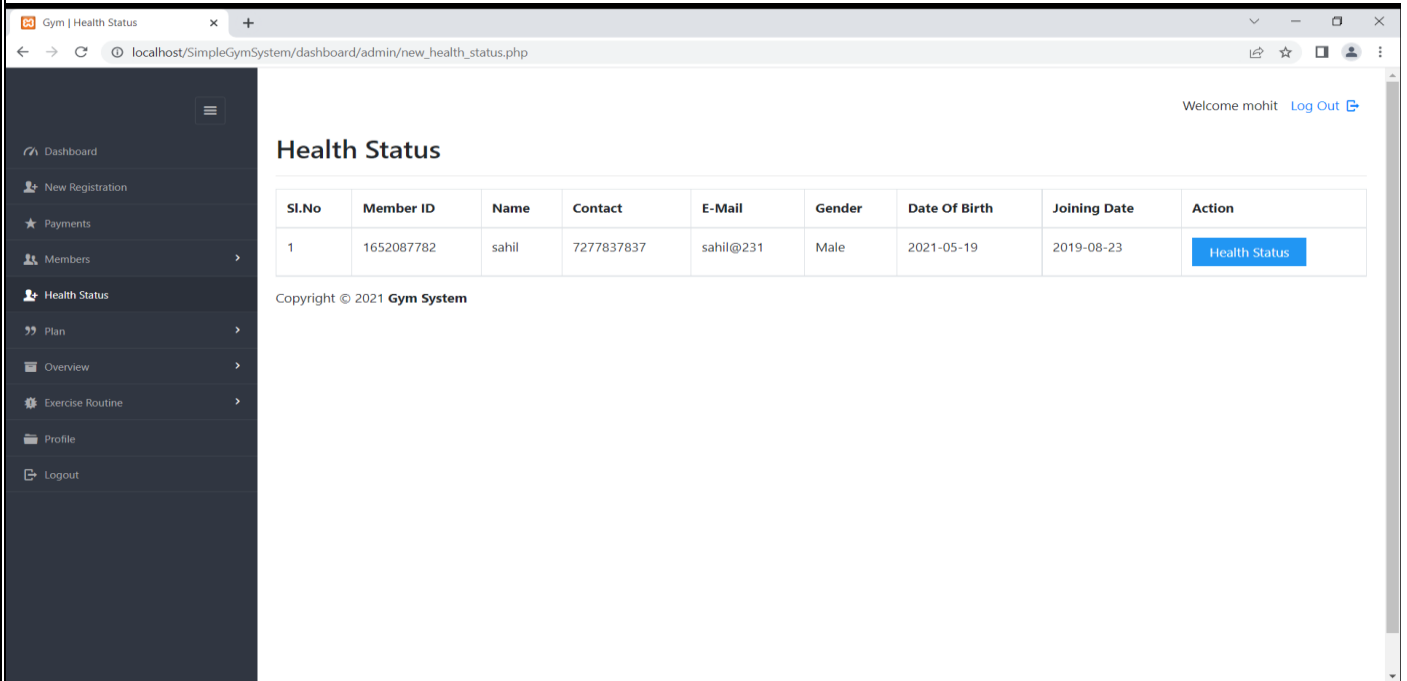 Gym | Health Status
localhost/SimpleGymSystem/dashboard/admin/new_health_status.php
Welcome mohit Log Out
Dashboard
New Registration
Payments
Members
Health Status
Plan
Overview
Exercise Routine
Profile
Logout
Health Status
Sl.No Member ID Name Contact E-Mail Gender Date Of Birth Joining Date Action
1 1652087782 sahil 7277837837 sahil@231 Male 2021-05-19 2019-08-23 Health Status
Copyright © 2021 Gym System